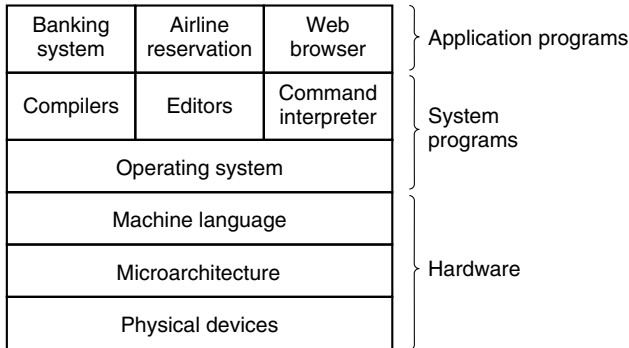 Banking system
Airline reservation
Web browser
Application programs
Compilers
Editors
Command interpreter
System programs
Operating system
Machine language
Microarchitecture
Hardware
Physical devices